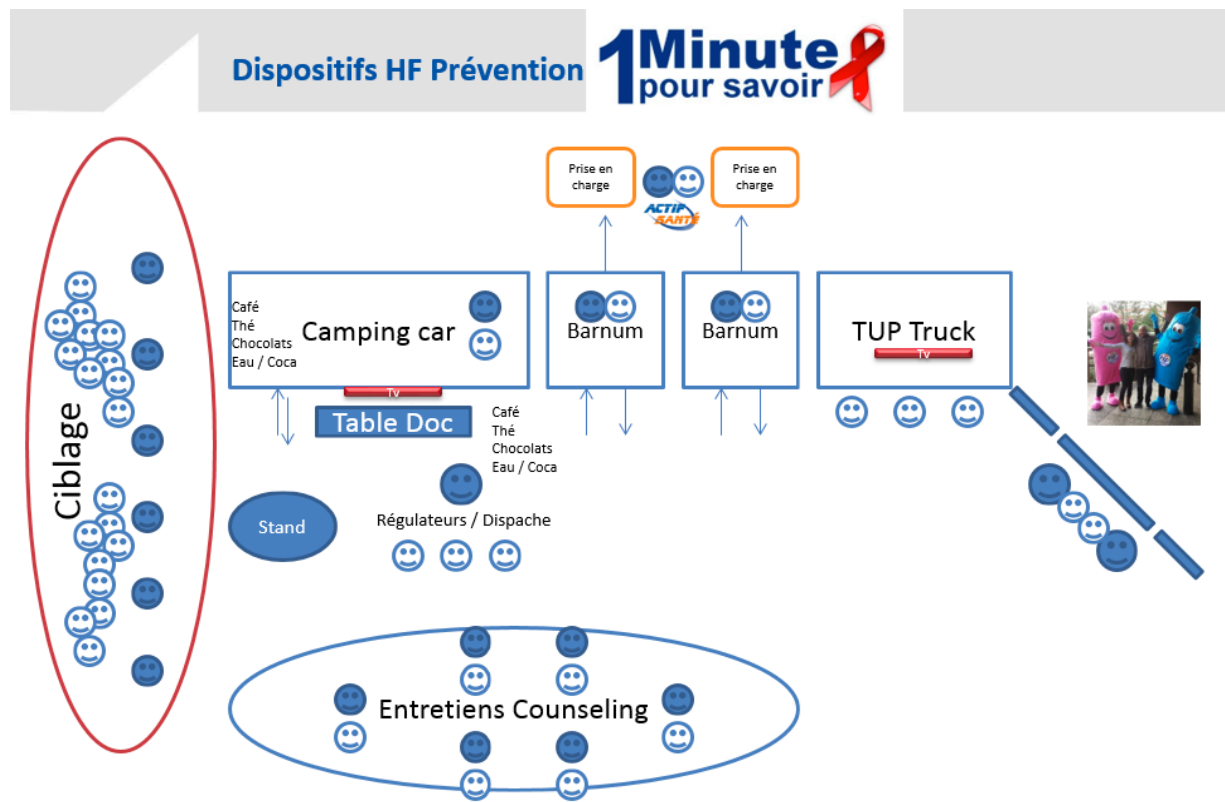 Dispositifs HF Prévention
1Minute
pour savoir
Prise en
charge
Prise en
charge
ACTIF
SANTÉ
Ciblage
Café
Thé
Chocolats
Eau / Coca
Camping car
Tv
Table Doc
Café
Thé
Chocolats
Eau / Coca
Barnum
Barnum
TUP Truck
Tv
Stand
Régulateurs / Dispache
Entretiens Counseling